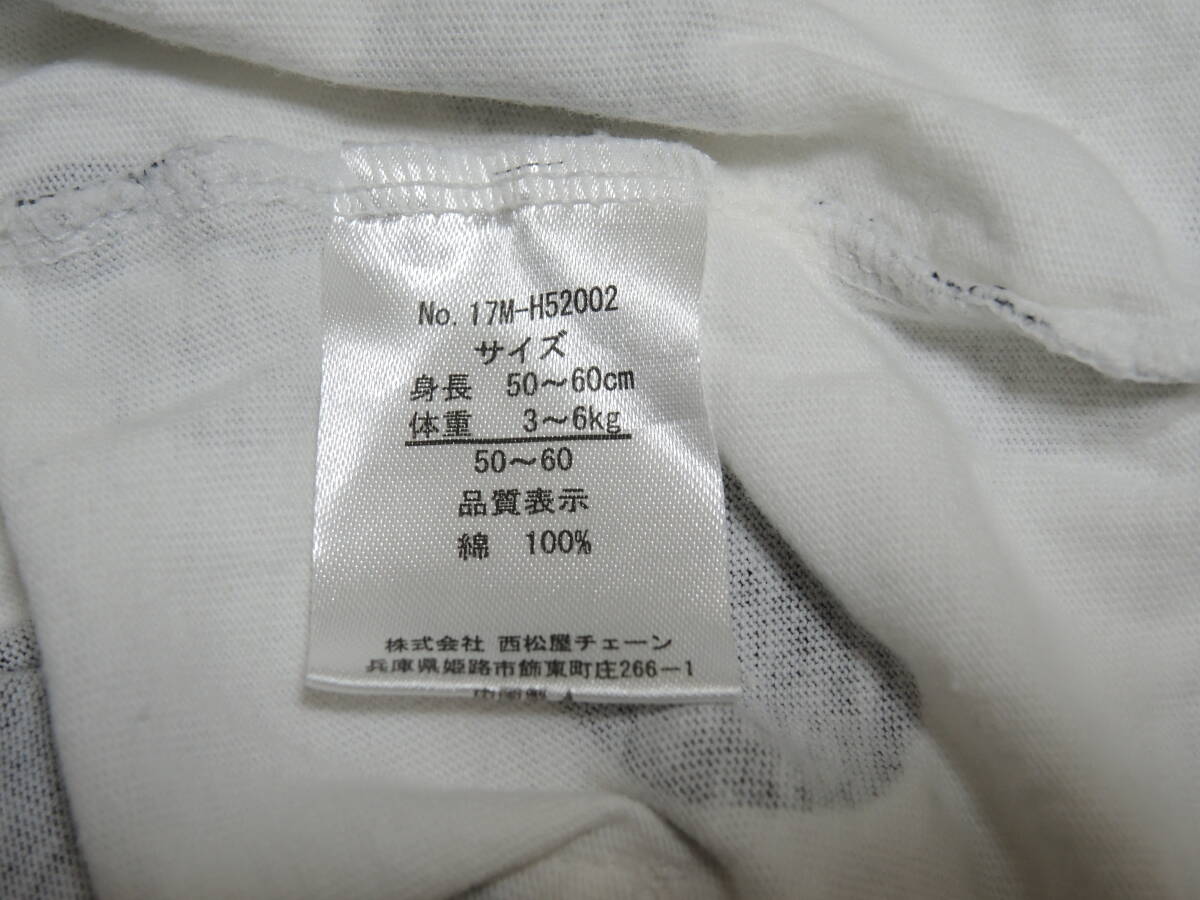 No. 17M-H52002
サイズ
身長 50～60cm
体重 3～6kg
50～60
品質表示
綿 100%
株式会社 西松屋チェーン
兵庫県姫路市飾東町庄266－1